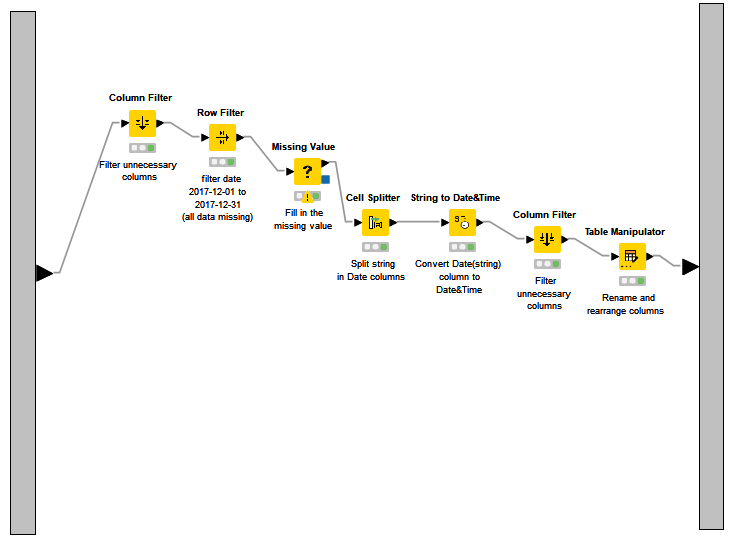 Column Filter
Filter unnecessary
columns
Row Filter
filter date
2017-12-01 to
2017-12-31
(all data missing)
Missing Value
?
Fill in the
missing value
Cell Splitter
Split string
in Date columns
String to Date&Time
Convert Date(string)
column to
Date&Time
Column Filter
Filter
unnecessary
columns
Table Manipulator
Rename and
rearrange columns